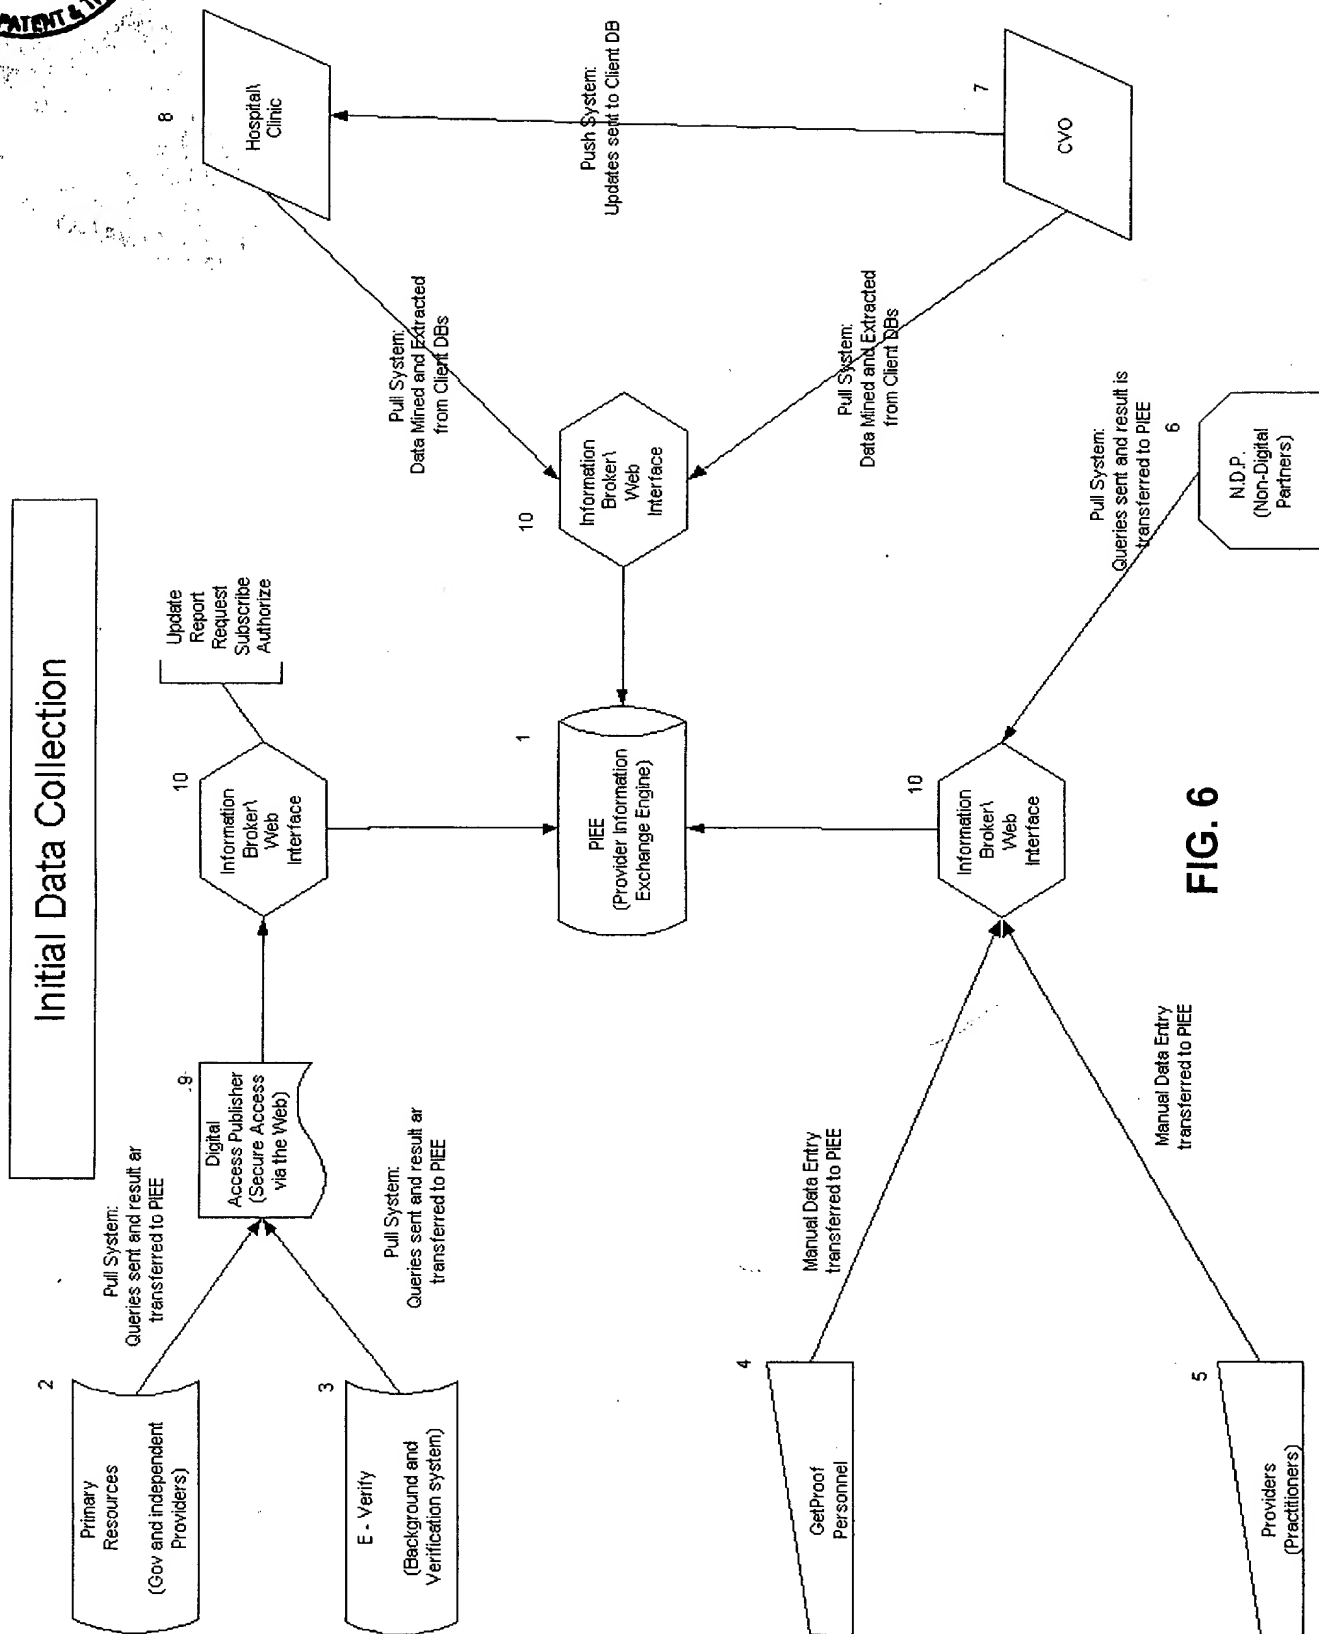 PATENT &
Initial Data Collection
2
Primary
Resources
(Gov and independent
Providers)
Pull System:
Queries sent and result ar
transferred to PIEE
3
E - Verify
(Background and
Verification system)
Pull System:
Queries sent and result ar
transferred to PIEE
9
Digital
Access Publisher
(Secure Access
via the Web)
10
Information
Broker\
Web
Interface
Update
Report
Request
Subscribe
Authorize
8
Hospital\
Clinic
Pull System:
Data Mined and Extracted
from Client DBs
Push System:
Updates sent to Client DB
10
Information
Broker\
Web
Interface
1
PIEE
(Provider Information
Exchange Engine)
Pull System:
Data Mined and Extracted
from Client DBs
7
CVO
4
GetProof
Personnel
Manual Data Entry
transferred to PIEE
5
Providers
(Practitioners)
Manual Data Entry
transferred to PIEE
10
Information
Broker\
Web
Interface
Pull System:
Queries sent and result is
transferred to PIEE
6
N.D.P.
(Non-Digital
Partners)
FIG. 6